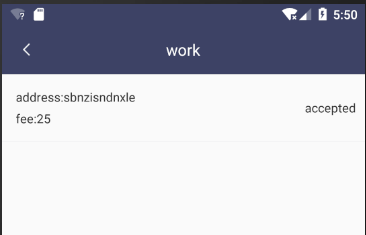 5:50
work
address:sbnzisndnxle
accepted
fee:25